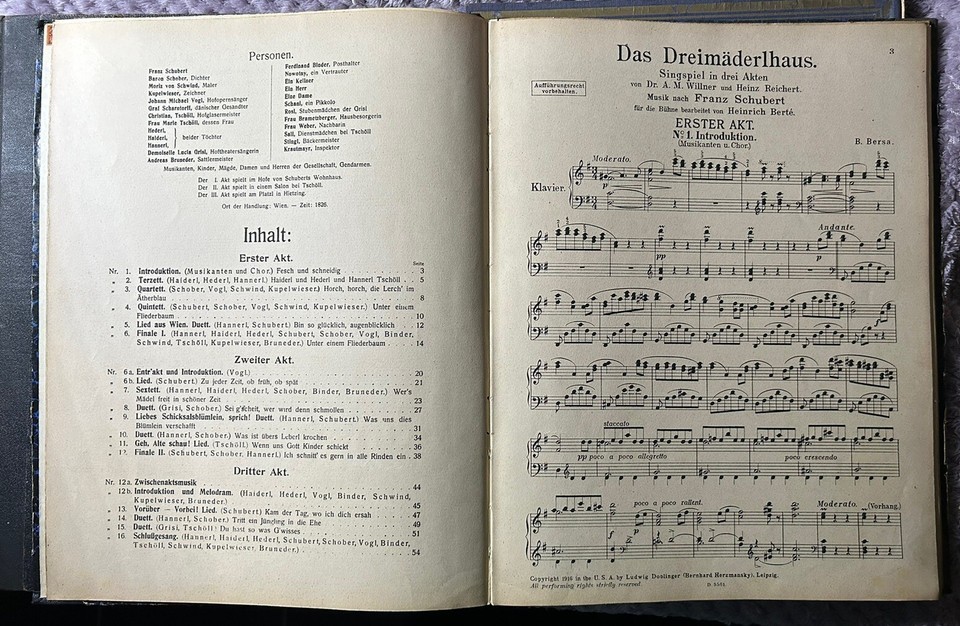 Personen.
Franz Schubert
Baron Schober, Dichter
Moriz von Schwind, Maler
Kupelwieser, Zeichner
Johann Michael Vogl, Hofopernsänger
Graf Scharntorff, dänischer Gesandter
Christian, Tschöll, Hofglasermeister
Frau Marie Tschöll, dessen Frau
Hederl,
Haiderl,
Hannerl,
beider Töchter
Demoiselle Lucia Grisi, Hoftheatersängerin
Andreas Bruneder, Sattlermeister
Ferdinand Binder, Posthalter
Nowotny, ein Vertrauter
Ein Kellner
Ein Herr
Eine Dame
Schani, ein Pikkolo
Rosl, Stubenmädchen der Grisi
Frau Brametzberger, Hausbesorgerin
Frau Weber, Nachbarin
Sali, Dienstmädchen bei Tschöll
Stingl, Bäckermeister
Krautmayr, Inspektor
Musikanten, Kinder, Mägde, Damen und Herren der Gesellschaft, Gendarmen.
Der I. Akt spielt im Hofe von Schuberts Wohnhaus.
Der II. Akt spielt in einem Salon bei Tschöll.
Der III. Akt spielt am Platzl in Hietzing.
Ort der Handlung: Wien. — Zeit: 1826.
Inhalt:
Erster Akt.
Seite
Nr. 1. Introduktion. (Musikanten und Chor.) Fesch und schneidig . . . 3
„ 2. Terzett. (Haiderl, Hederl, Hannerl.) Haiderl und Hederl und Hannerl Tschöll . . 5
„ 3. Quartett. (Schober, Vogl, Schwind, Kupelwieser.) Horch, horch, die Lerch' im
Ätherblau . . . 8
„ 4. Quintett. (Schubert, Schober, Vogl, Schwind, Kupelwieser.) Unter einem
Fliederbaum . . . 10
„ 5. Lied aus Wien. Duett. (Hannerl, Schubert.) Bin so glücklich, augenblicklich . . 12
„ 6. Finale I. (Hannerl, Haiderl, Hederl, Schubert, Schober, Vogl, Binder,
Schwind, Tschöll, Kupelwieser, Bruneder.) Unter einem Fliederbaum . . . 14
Zweiter Akt.
Nr. 6a. Entr'akt und Introduktion. (Vogl.) . . . 20
„ 6b. Lied. (Schubert.) Zu jeder Zeit, ob früh, ob spät . . . 21
„ 7. Sextett. (Hannerl, Haiderl, Hederl, Schober, Binder, Bruneder.) Wer's
Mädel freit in schöner Zeit . . . 23
„ 8. Duett. (Grisi, Schober.) Sei g'scheit, wer wird denn schmollen . . 27
„ 9. Liebes Schicksalsblümlein, sprich! Duett. (Hannerl, Schubert.) Was uns dies
Blümlein verschafft . . . 31
„ 10. Duett. (Hannerl, Schober.) Was ist übers Leberl krochen . . . 34
„ 11. Geh, Alte schau! Lied. (Tschöll.) Wenn uns Gott Kinder schickt . . 36
„ 12. Finale II. (Schubert, Schober, Hannerl.) Ich schnitt' es gern in alle Rinden ein . 38
Dritter Akt.
Nr. 12a. Zwischenaktsmusik . . . 44
„ 12b. Introduktion und Melodram. (Haiderl, Hederl, Vogl, Binder, Schwind,
Kupelwieser, Bruneder.) . . . 45
„ 13. Vorüber — Vorbei! Lied. (Schubert.) Kam der Tag, wo ich dich ersah . . 47
„ 14. Duett. (Hannerl, Schober.) Tritt ein Jüngling in die Ehe . . . 49
„ 15. Duett. (Grisi, Tschöll.) Du hast so was G'wisses . . . 51
„ 16. Schlußgesang. (Hannerl, Haiderl, Hederl, Schubert, Schober, Vogl, Binder,
Tschöll, Schwind, Kupelwieser, Bruneder.) . . . 54
3
Das Dreimäderlhaus.
Singspiel in drei Akten
von Dr. A. M. Willner und Heinz Reichert.
Aufführungsrecht
vorbehalten.
Musik nach Franz Schubert
für die Bühne bearbeitet von Heinrich Berté.
ERSTER AKT.
No. 1. Introduktion.
(Musikanten u. Chor.)
B. Bersa.
Moderato.
Klavier.
p
Andante.
pp
p
staccato
pp poco a poco allegretto
poco crescendo
poco a poco rallent.
Moderato. (Vorhang.)
f
p
Copyright 1916 in the U. S. A. by Ludwig Doblinger (Bernhard Herzmansky), Leipzig.
All performing rights strictly reserved.